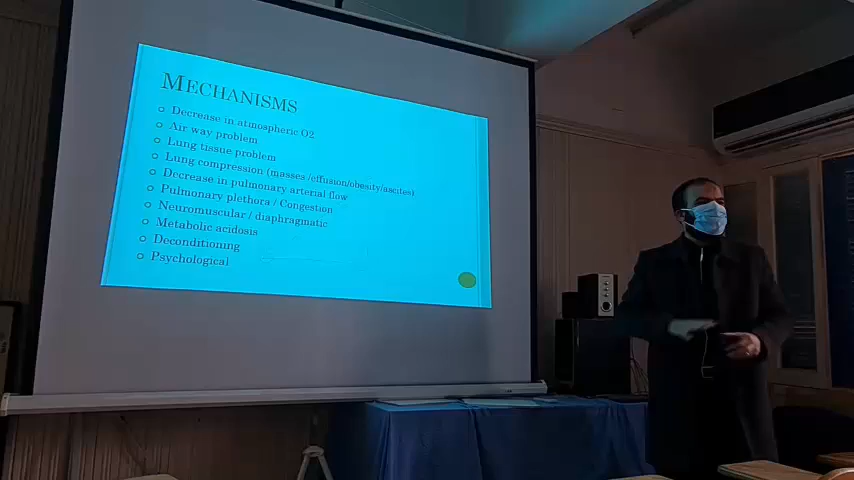 MECHANISMS
Decrease in atmospheric O2
Air way problem
Lung tissue problem
Lung compression (masses /effusion/obesity/ascites)
Decrease in pulmonary arterial flow
Pulmonary plethora / Congestion
Neuromuscular / diaphragmatic
Metabolic acidosis
Deconditioning
Psychological